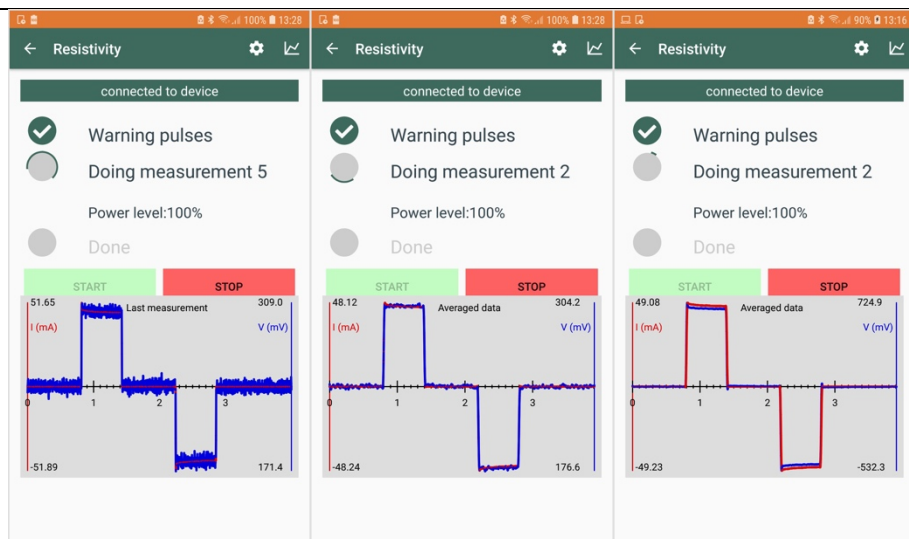 100% 13:28
Resistivity
connected to device
Warning pulses
Doing measurement 5
Power level:100%
Done
START STOP
51.65 Last measurement 309.0
I (mA) V (mV)
0 1 2 3
-51.89 171.4
100% 13:28
Resistivity
connected to device
Warning pulses
Doing measurement 2
Power level:100%
Done
START STOP
48.12 Averaged data 304.2
I (mA) V (mV)
0 1 2 3
-48.24 176.6
90% 13:16
Resistivity
connected to device
Warning pulses
Doing measurement 2
Power level:100%
Done
START STOP
49.08 Averaged data 724.9
I (mA) V (mV)
0 1 2 3
-49.23 -532.3